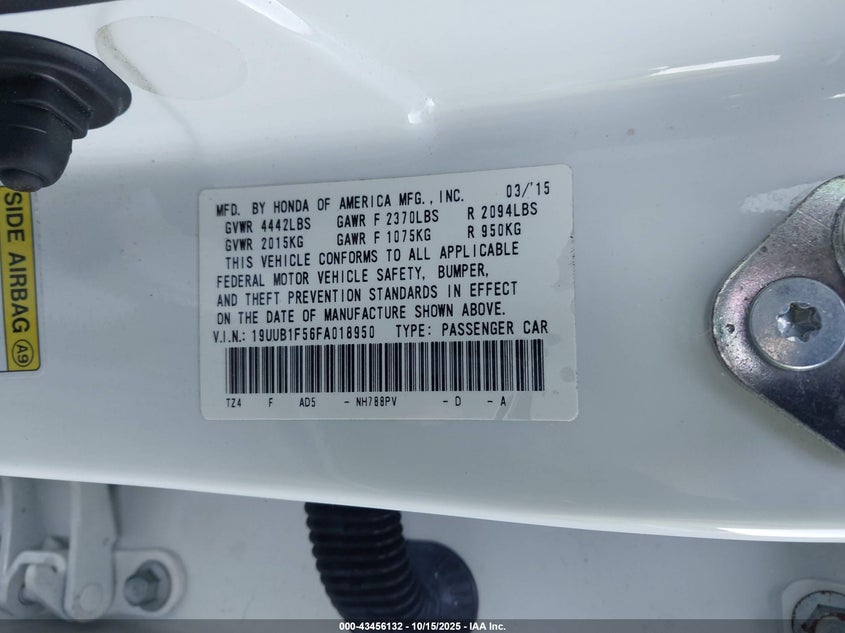 SIDE AIRBAG A9
MFD. BY HONDA OF AMERICA MFG., INC. 03/'15
GVWR 4442LBS GAWR F 2370LBS R 2094LBS
GVWR 2015KG GAWR F 1075KG R 950KG
THIS VEHICLE CONFORMS TO ALL APPLICABLE
FEDERAL MOTOR VEHICLE SAFETY, BUMPER,
AND THEFT PREVENTION STANDARDS IN EFFECT
ON THE DATE OF MANUFACTURE SHOWN ABOVE.
V.I.N.: 19UUB1F56FA018950 TYPE: PASSENGER CAR
TZ4 F AD5 - NH788PV - D - A
000-43456132 - 10/15/2025 - IAA Inc.